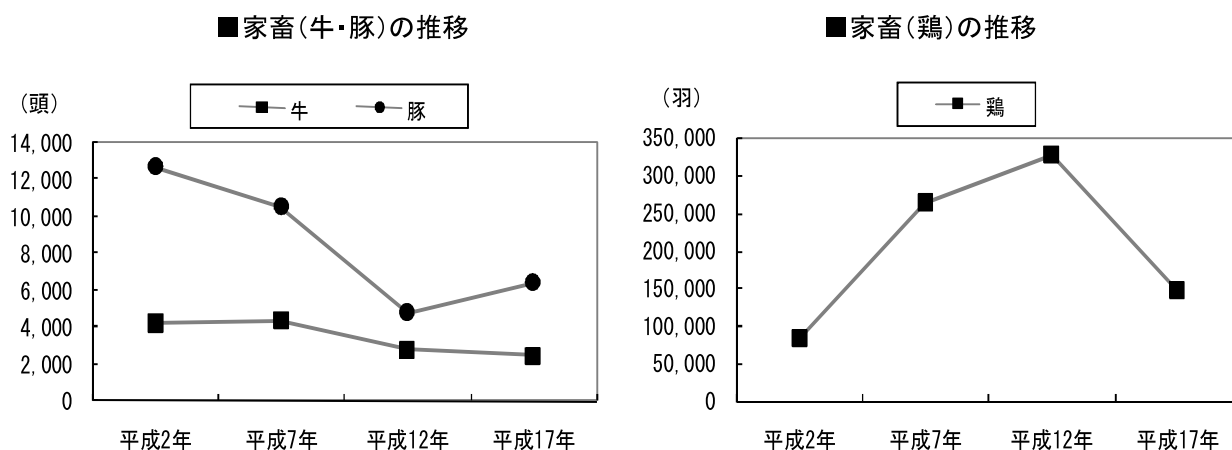 ■家畜(牛・豚)の推移
(頭)
牛 豚
14,000
12,000
10,000
8,000
6,000
4,000
2,000
0
平成2年 平成7年 平成12年 平成17年
■家畜(鶏)の推移
(羽)
鶏
350,000
300,000
250,000
200,000
150,000
100,000
50,000
0
平成2年 平成7年 平成12年 平成17年